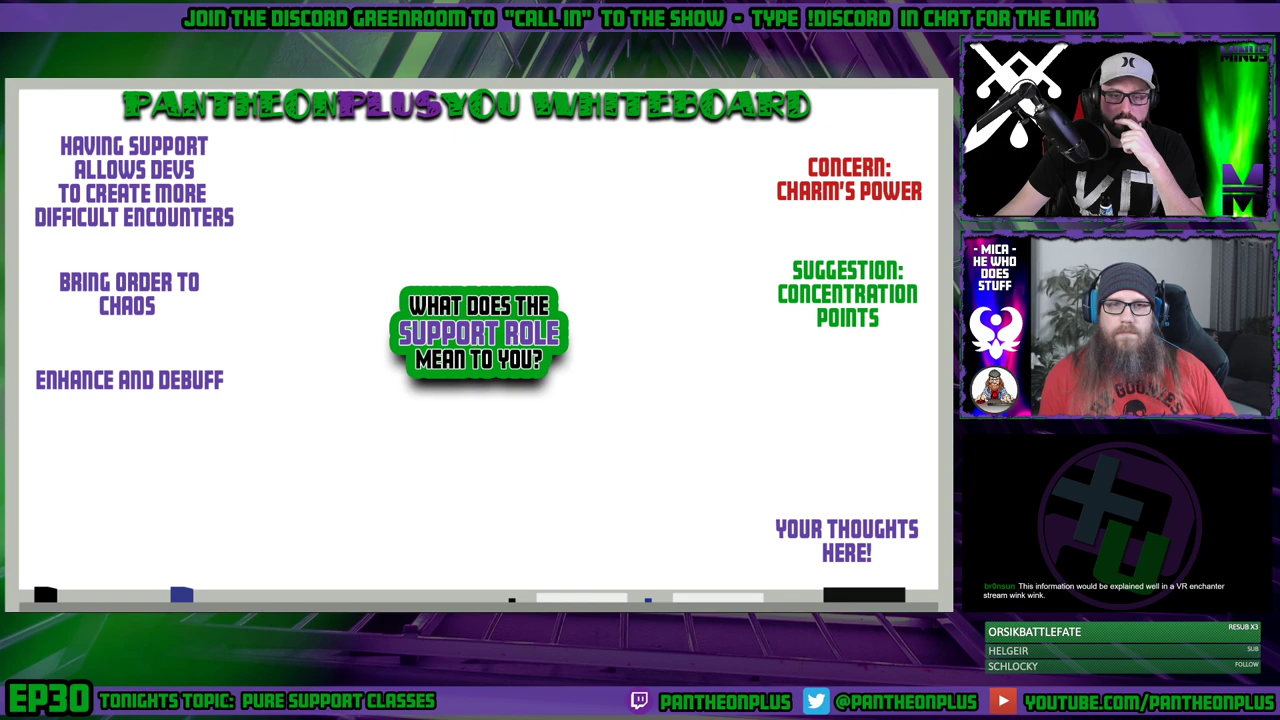 JOIN THE DISCORD GREENROOM TO "CALL IN" TO THE SHOW - TYPE !DISCORD IN CHAT FOR THE LINK
PANTHEONPLUSYOU WHITEBOARD
HAVING SUPPORT
ALLOWS DEVS
TO CREATE MORE
DIFFICULT ENCOUNTERS
BRING ORDER TO
CHAOS
ENHANCE AND DEBUFF
WHAT DOES THE
SUPPORT ROLE
MEAN TO YOU?
CONCERN:
CHARM'S POWER
SUGGESTION:
CONCENTRATION
POINTS
YOUR THOUGHTS
HERE!
MINUS
- MICA -
HE WHO
DOES
STUFF
br0nsun This information would be explained well in a VR enchanter
stream wink wink.
ORSIKBATTLEFATE RESUB X3
HELGEIR SUB
SCHLOCKY FOLLOW
EP30 TONIGHTS TOPIC: PURE SUPPORT CLASSES
PANTHEONPLUS @PANTHEONPLUS YOUTUBE.COM/PANTHEONPLUS